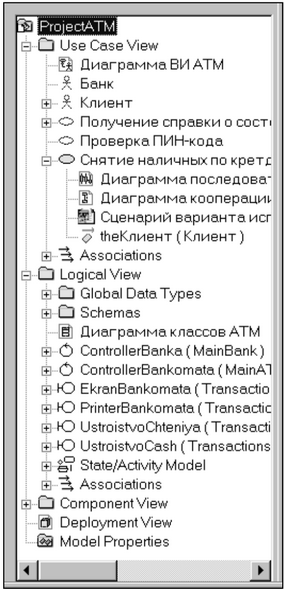 ProjectATM
Use Case View
Диаграмма ВИ АТМ
Банк
Клиент
Получение справки о сост
Проверка ПИН-кода
Снятие наличных по кретд
Диаграмма последоват
Диаграмма кооперации
Сценарий варианта исп
theКлиент ( Клиент )
Associations
Logical View
Global Data Types
Schemas
Диаграмма классов АТМ
ControllerBanka ( MainBank )
ControllerBankomata ( MainAT
EkranBankomata ( Transactio
PrinterBankomata ( Transactic
UstroistvoChteniya ( Transacti
UstroistvoCash ( Transactions
State/Activity Model
Associations
Component View
Deployment View
Model Properties